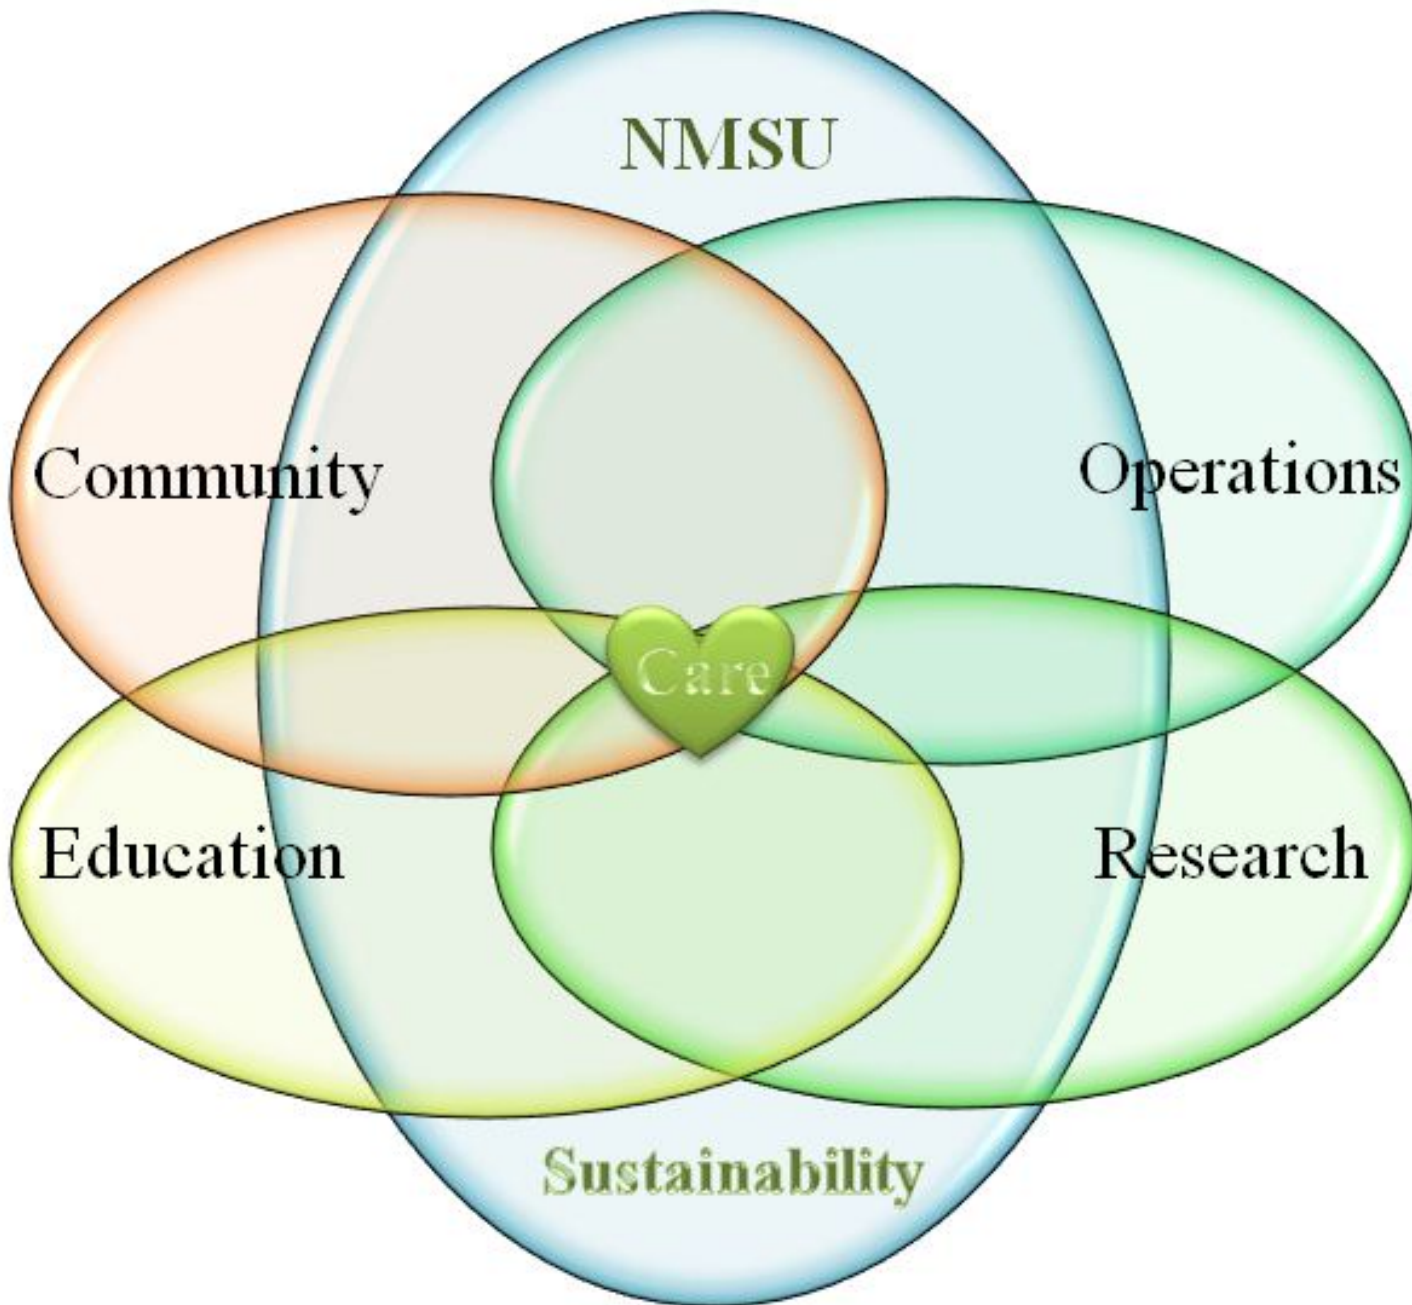 NMSU
Community
Operations
Care
Education
Research
Sustainability